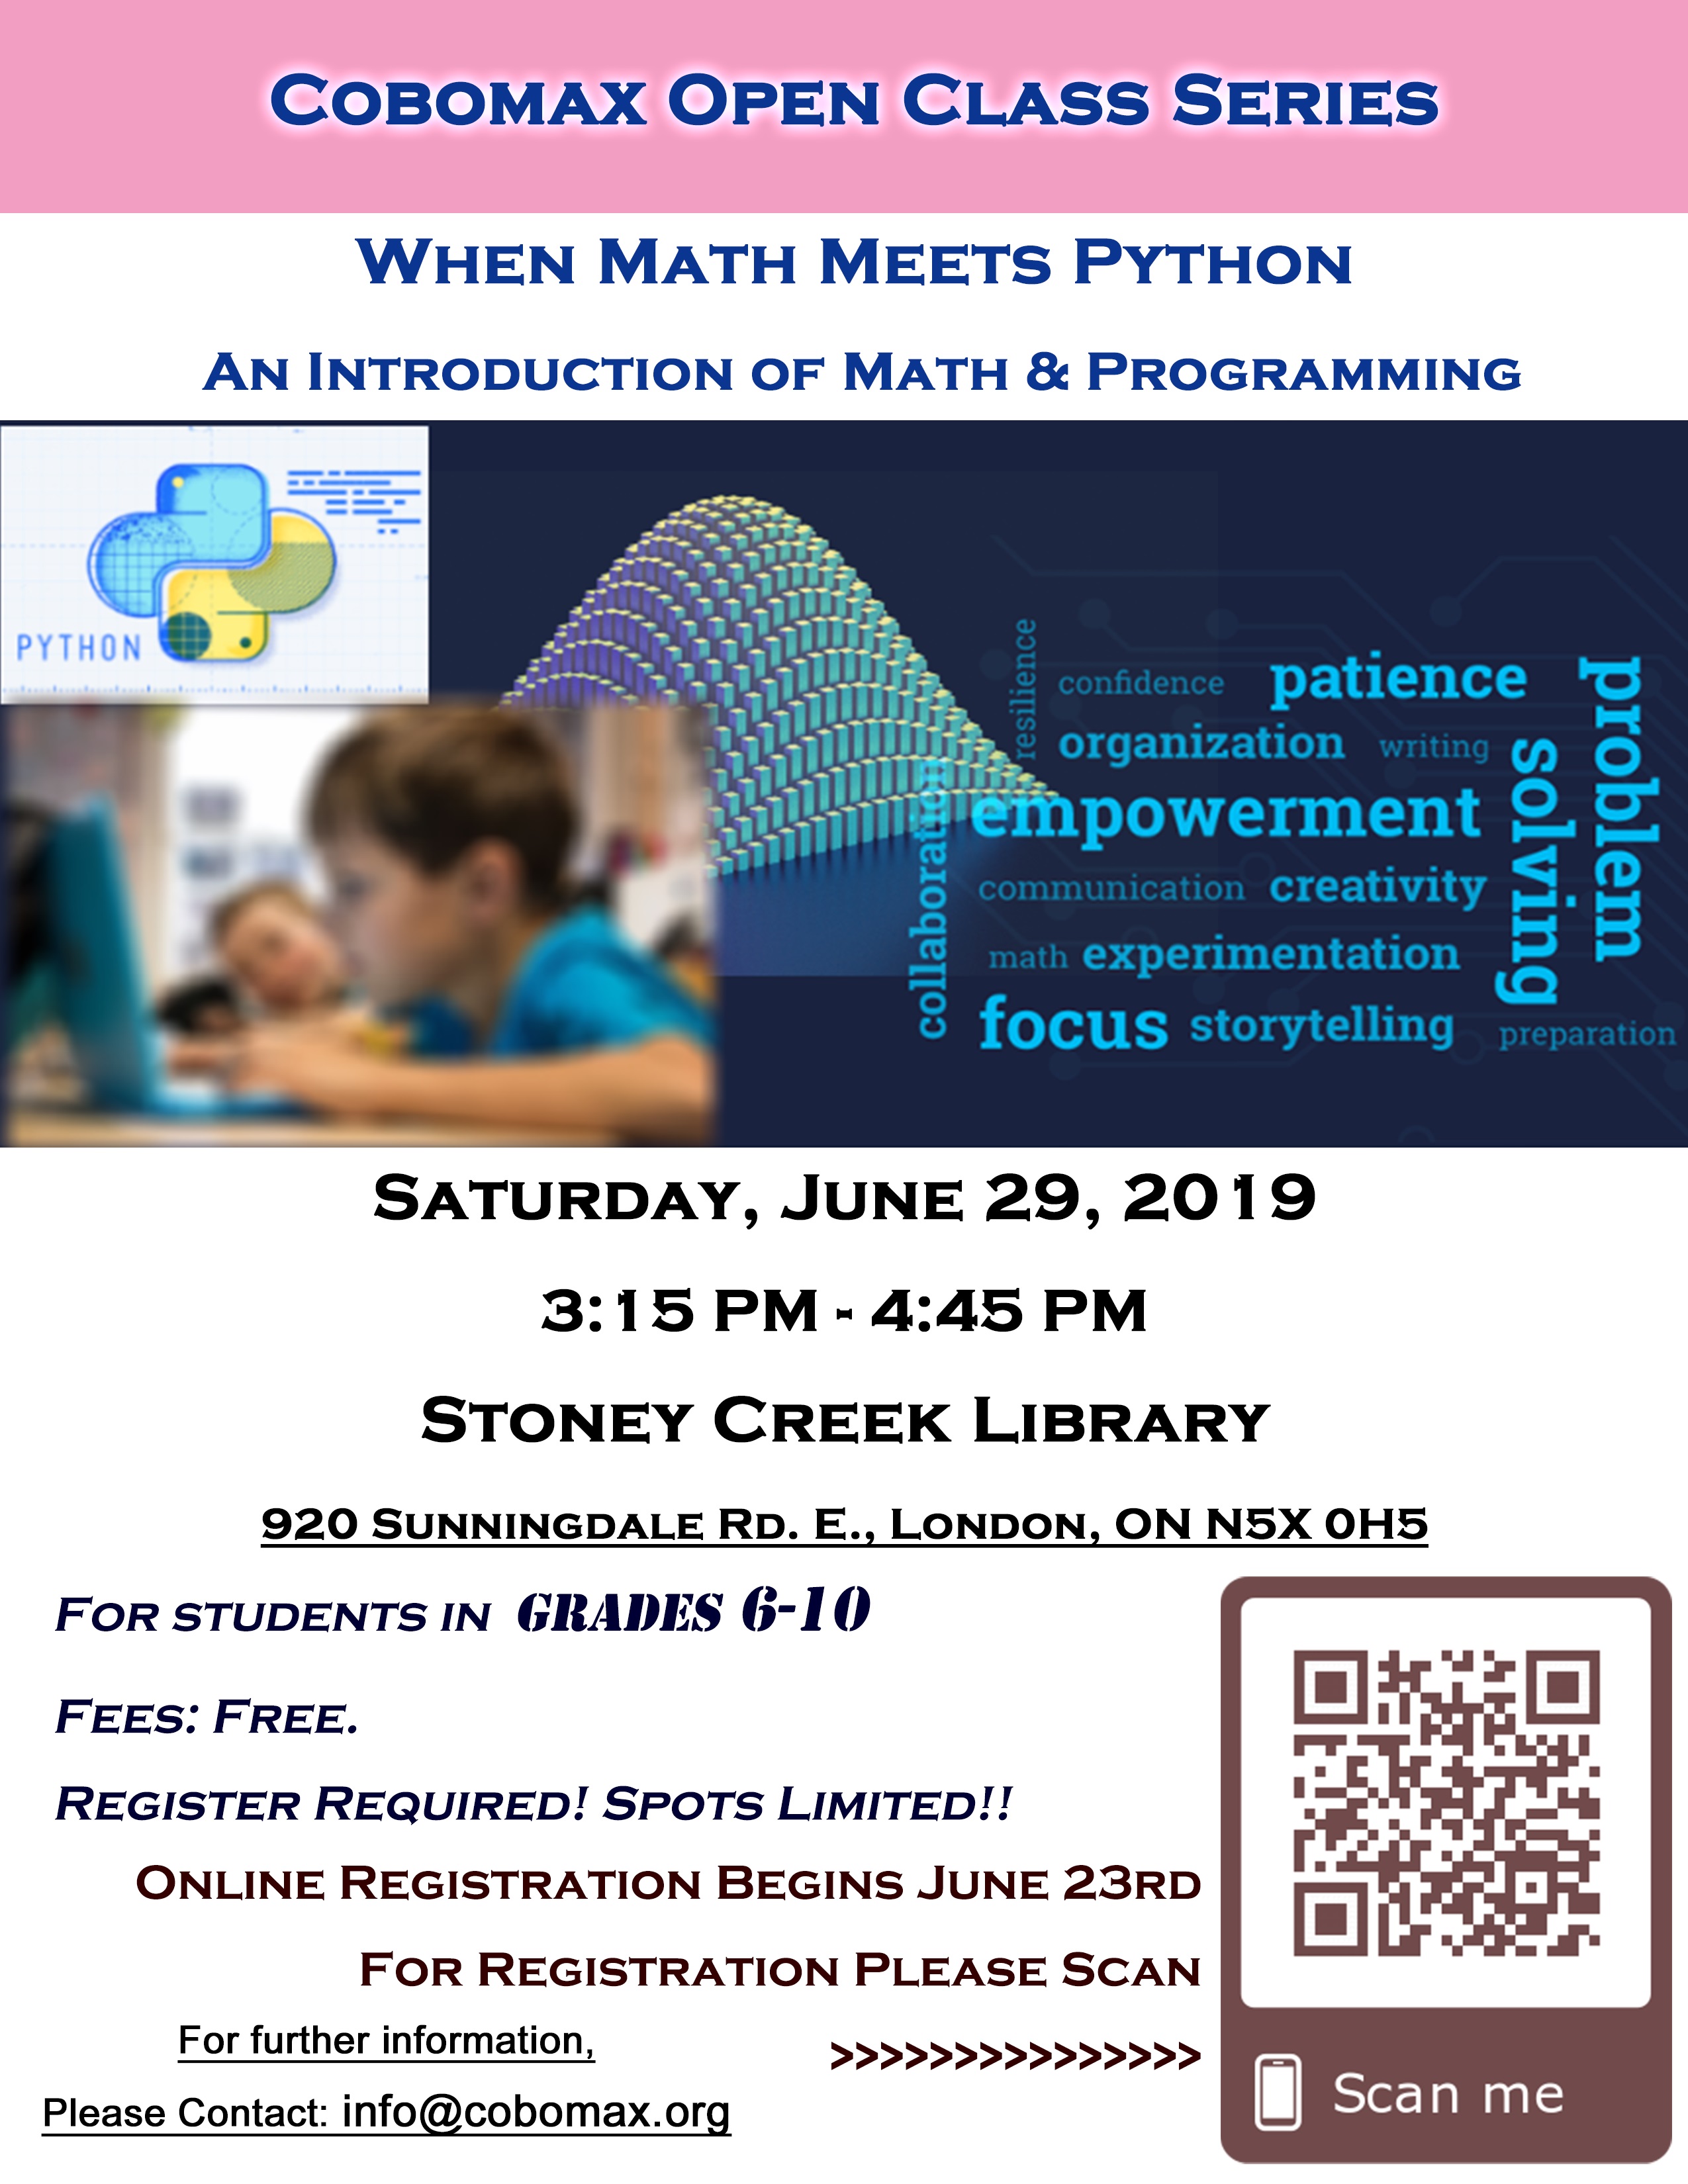 Cobomax Open Class Series
When Math Meets Python
An Introduction of Math & Programming
PYTHON
resilience
confidence
patience
problem
organization
writing
solving
empowerment
collaboration
communication
creativity
math
experimentation
focus
storytelling
preparation
Saturday, June 29, 2019
3:15 PM - 4:45 PM
Stoney Creek Library
920 Sunningdale Rd. E., London, ON N5X 0H5
For students in GRADES 6-10
Fees: Free.
Register Required! Spots Limited!!
Online Registration Begins June 23rd
For Registration Please Scan
For further information,
>>>>>>>>>>>>>>>
Please Contact: info@cobomax.org
Scan me